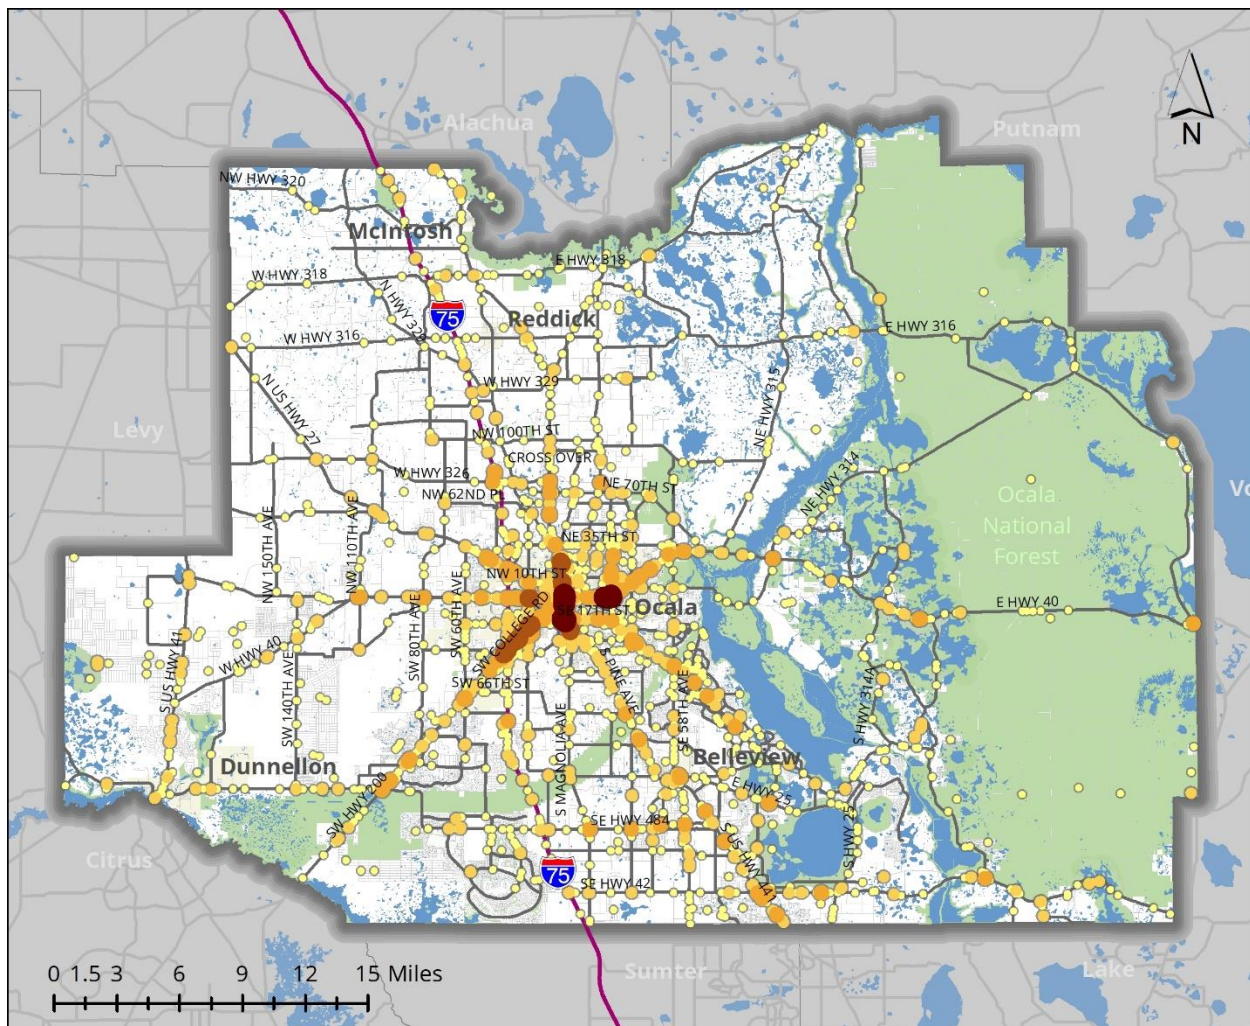 Alachua
Putnam
N
NW HWY 320
McIntosh
E HWY 318
W HWY 318
N HWY 329
75
Reddick
W HWY 316
E HWY 316
W HWY 329
N US HWY 27
NE HWY 315
Levy
NW 100TH ST
CROSS OVER
W HWY 326
NE 70TH ST
NW 62ND P
NE HWY 314
Ocala
National
Forest
Vo
NW 150TH AVE
NW 110TH AVE
NE 35TH ST
NW 10TH ST
SE 17TH ST
Ocala
E HWY 40
SW 80TH AVE
SW 60TH AVE
SW COLLEGE RD
S US HWY 41
W HWY 40
SW 140TH AVE
SW 66TH ST
S PINE AVE
SE 58TH AVE
S HWY 314A
S MAGNOLIA AVE
Belleview
Dunnellon
E HWY 25
SW HWY 200
SE HWY 484
S US HWY 441
S HWY 25
Citrus
75
SE HWY 42
Sumter
Lake
0 1.5 3 6 9 12 15 Miles